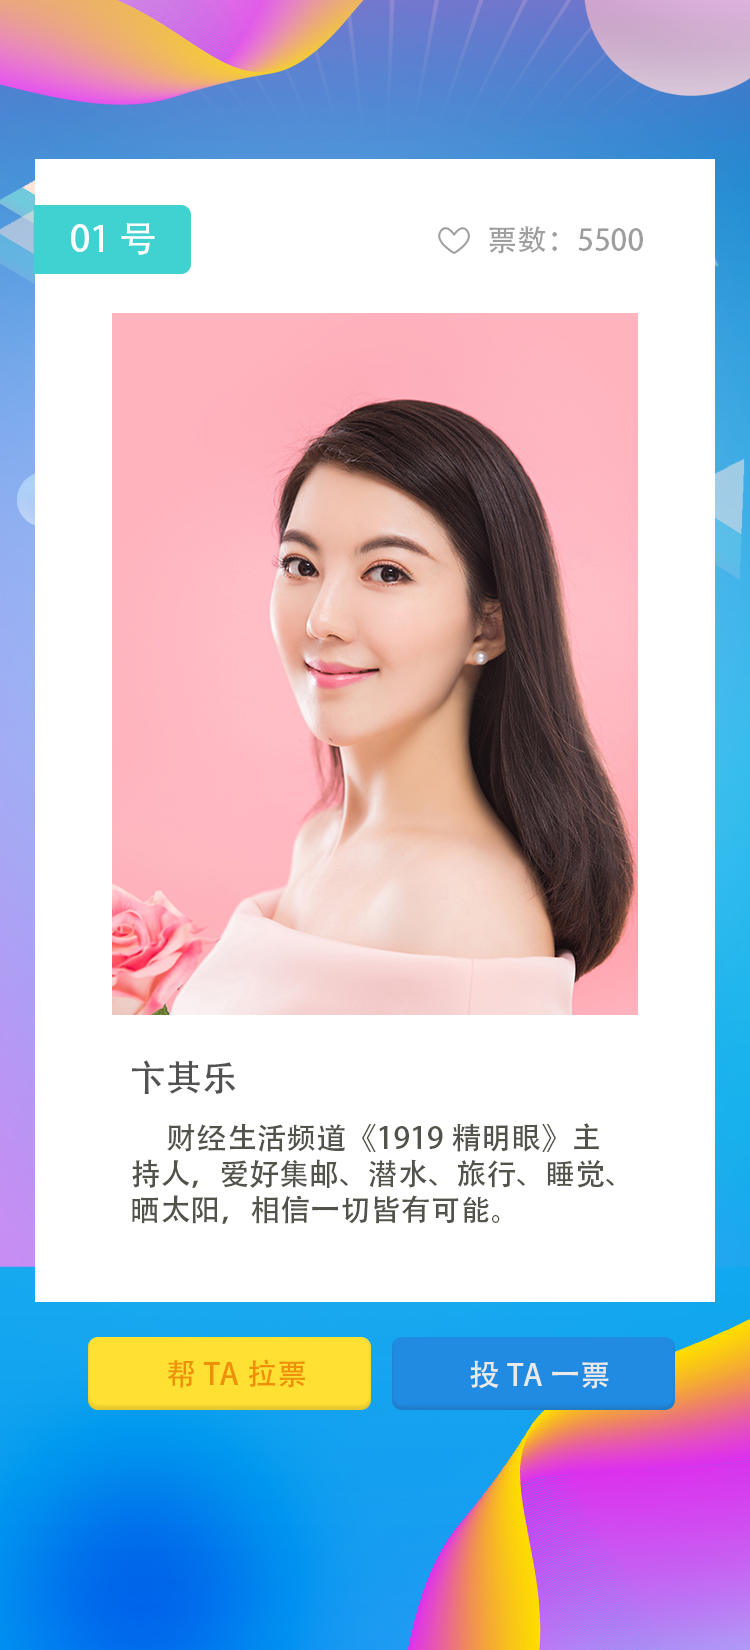 01 号
票数：5500
卞其乐
财经生活频道《1919 精明眼》主
持人，爱好集邮、潜水、旅行、睡觉、
晒太阳，相信一切皆有可能。
帮 TA 拉票
投 TA 一票